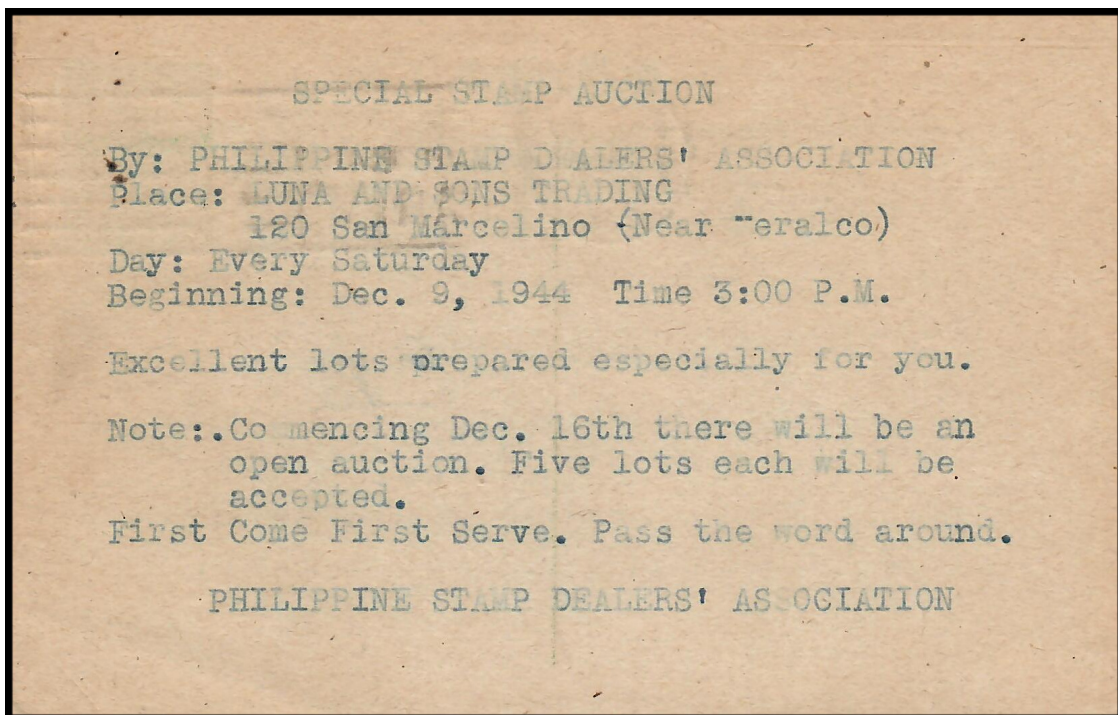 SPECIAL STAMP AUCTION
By: PHILIPPINE STAMP DEALERS' ASSOCIATION
Place: LUNA AND SONS TRADING
120 San Marcelino (Near Meralco)
Day: Every Saturday
Beginning: Dec. 9, 1944 Time 3:00 P.M.
Excellent lots prepared especially for you.
Note:.Commencing Dec. 16th there will be an
open auction. Five lots each will be
accepted.
First Come First Serve. Pass the word around.
PHILIPPINE STAMP DEALERS' ASSOCIATION